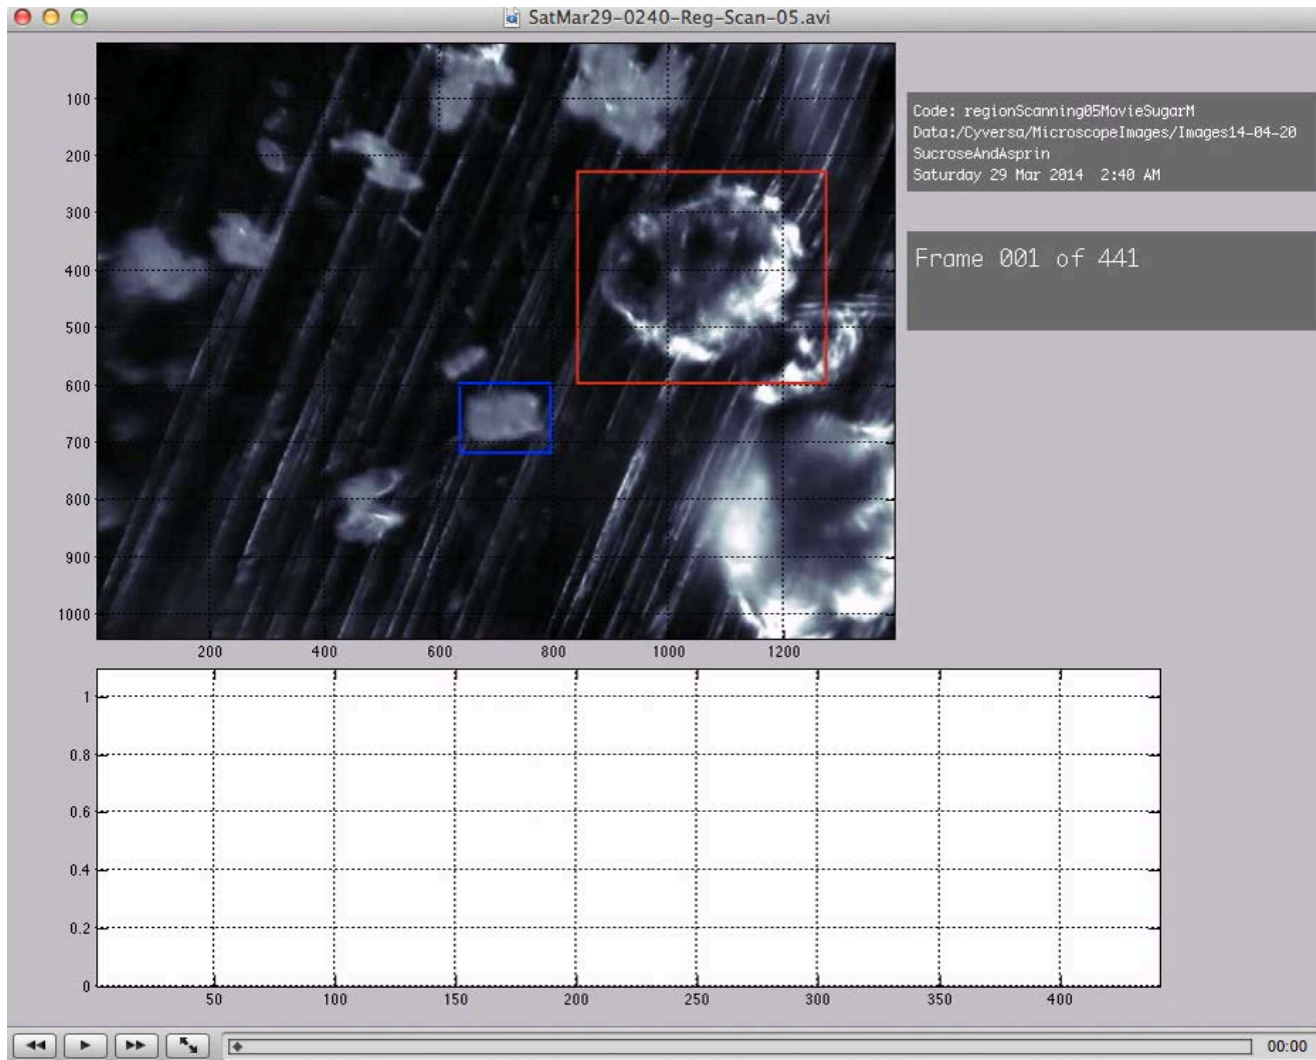 SatMar29-0240-Reg-Scan-05.avi
Code: regionScanning05MovieSugarM
Data:/Cyversa/MicroscopeImages/Images14-04-20
SucroseAndAsprin
Saturday 29 Mar 2014 2:40 AM
Frame 001 of 441
100
200
300
400
500
600
700
800
900
1000
200 400 600 800 1000 1200
1
0.8
0.6
0.4
0.2
0
50 100 150 200 250 300 350 400
00:00